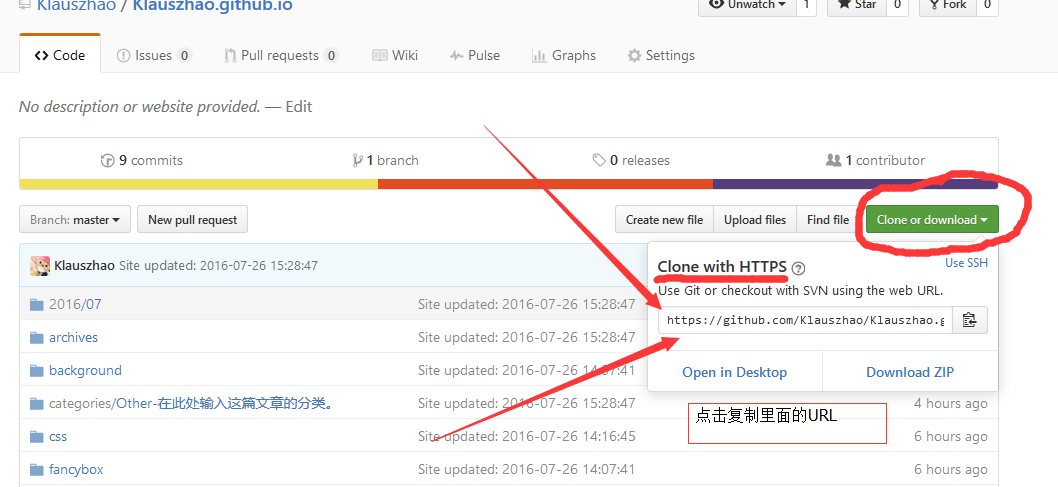 Klauszhao / Klauszhao.github.io
Unwatch 1 Star 0 Fork 0
Code Issues 0 Pull requests 0 Wiki Pulse Graphs Settings
No description or website provided. — Edit
9 commits 1 branch 0 releases 1 contributor
Branch: master New pull request Create new file Upload files Find file Clone or download
Klauszhao Site updated: 2016-07-26 15:28:47
Clone with HTTPS ? Use SSH
Use Git or checkout with SVN using the web URL.
https://github.com/Klauszhao/Klauszhao.g
Open in Desktop Download ZIP
2016/07 Site updated: 2016-07-26 15:28:47
archives Site updated: 2016-07-26 15:28:47
background Site updated: 2016-07-26 14:07:41
categories/Other-在此处输入这篇文章的分类。 Site updated: 2016-07-26 15:28:47 4 hours ago
点击复制里面的URL
css Site updated: 2016-07-26 14:16:45 6 hours ago
fancybox Site updated: 2016-07-26 14:07:41 6 hours ago